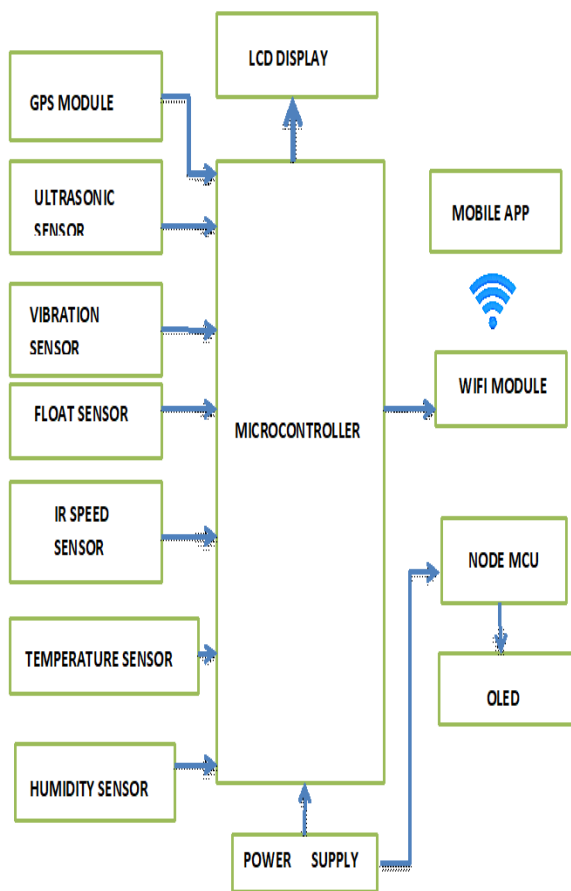 LCD DISPLAY
GPS MODULE
ULTRASONIC
SENSOR
MOBILE APP
VIBRATION
SENSOR
WIFI MODULE
FLOAT SENSOR
MICROCONTROLLER
IR SPEED
SENSOR
NODE MCU
TEMPERATURE SENSOR
OLED
HUMIDITY SENSOR
POWER SUPPLY